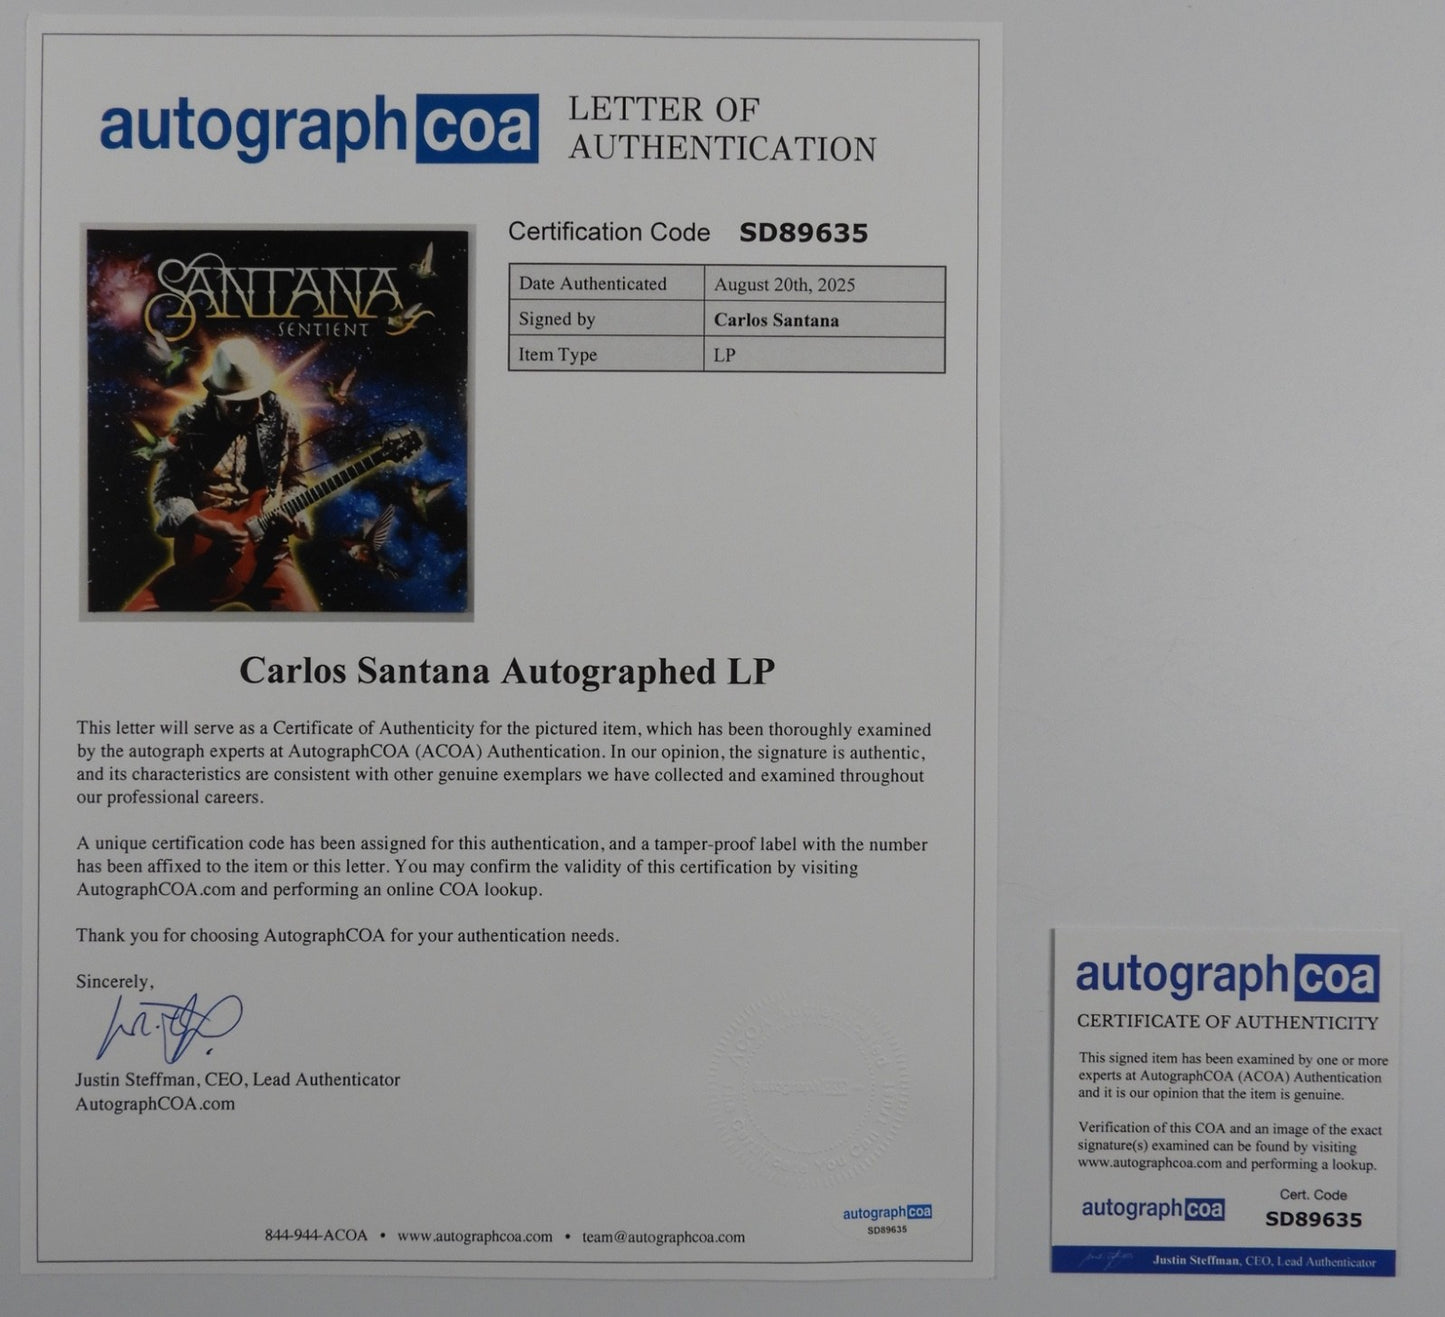 autographcoa
LETTER OF
AUTHENTICATION
Certification Code SD89635
Date Authenticated August 20th, 2025
Signed by Carlos Santana
Item Type LP
SANTANA
SENTIENT
Carlos Santana Autographed LP
This letter will serve as a Certificate of Authenticity for the pictured item, which has been thoroughly examined
by the autograph experts at AutographCOA (ACOA) Authentication. In our opinion, the signature is authentic,
and its characteristics are consistent with other genuine exemplars we have collected and examined throughout
our professional careers.
A unique certification code has been assigned for this authentication, and a tamper-proof label with the number
has been affixed to the item or this letter. You may confirm the validity of this certification by visiting
AutographCOA.com and performing an online COA lookup.
Thank you for choosing AutographCOA for your authentication needs.
Sincerely,
Justin Steffman, CEO, Lead Authenticator
AutographCOA.com
autographcoa
SD89635
844-944-ACOA • www.autographcoa.com • team@autographcoa.com
autographcoa
CERTIFICATE OF AUTHENTICITY
This signed item has been examined by one or more
experts at AutographCOA (ACOA) Authentication
and it is our opinion that the item is genuine.
Verification of this COA and an image of the exact
signature(s) examined can be found by visiting
www.autographcoa.com and performing a lookup.
autographcoa
Cert. Code
SD89635
Justin Steffman, CEO, Lead Authenticator